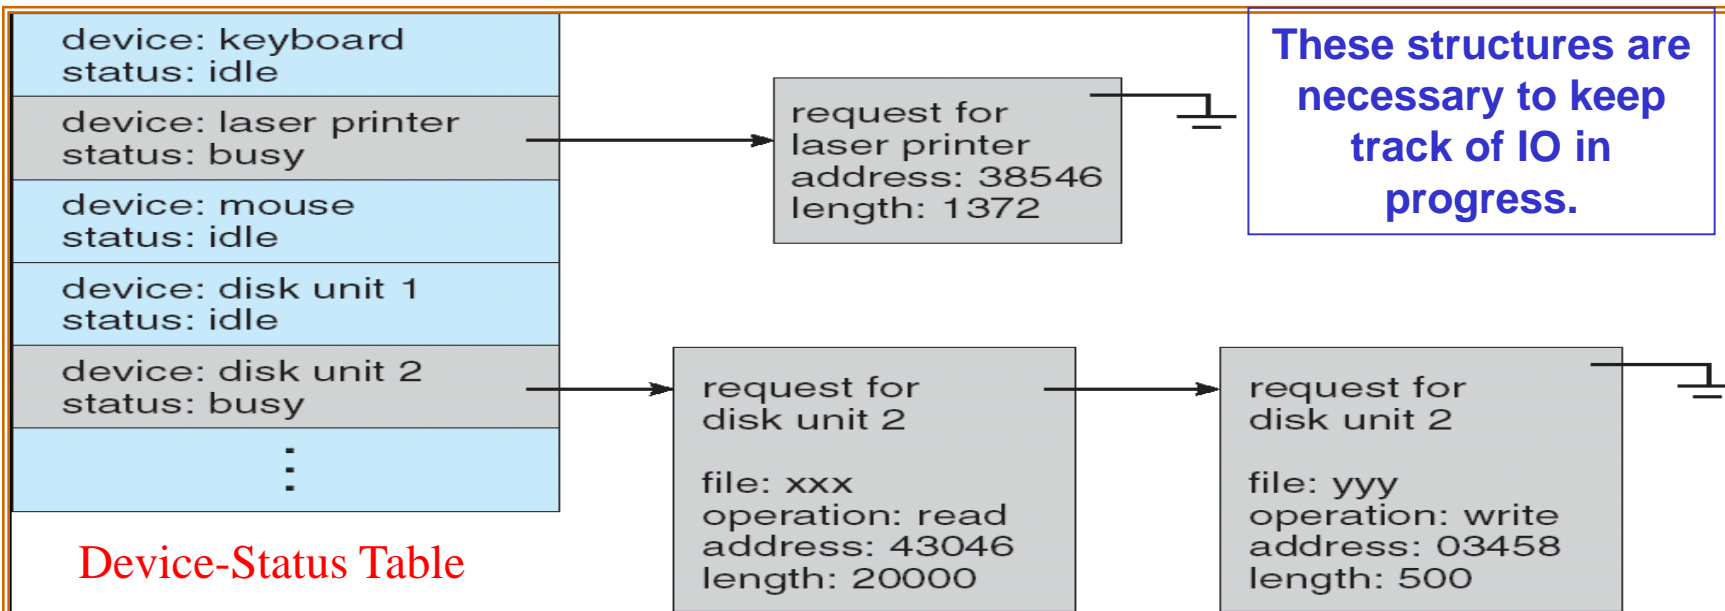 device: keyboard
status: idle
device: laser printer
status: busy
device: mouse
status: idle
device: disk unit 1
status: idle
device: disk unit 2
status: busy
Device-Status Table
request for
laser printer
address: 38546
length: 1372
These structures are
necessary to keep
track of IO in
progress.
request for
disk unit 2
file: xxx
operation: read
address: 43046
length: 20000
request for
disk unit 2
file: yyy
operation: write
address: 03458
length: 500